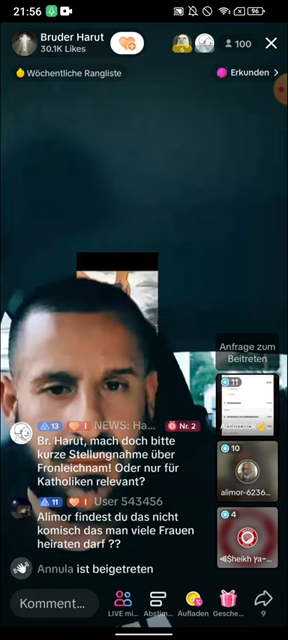 21:56
96
Bruder Harut
30.1K Likes
100
Wöchentliche Rangliste
Erkunden >
Anfrage zum
Beitreten
11
13 I NEWS: Ha... Nr. 2
Br. Harut, mach doch bitte
kurze Stellungnahme über
Fronleichnam! Oder nur für
Katholiken relevant?
10
alimor-6236...
11 I User 543456
Alimor findest du das nicht
komisch das man viele Frauen
heiraten darf ??
4
Annula ist beigetreten
Komment...
LIVE mi...
Abstim...
Aufladen
Gesche...
9